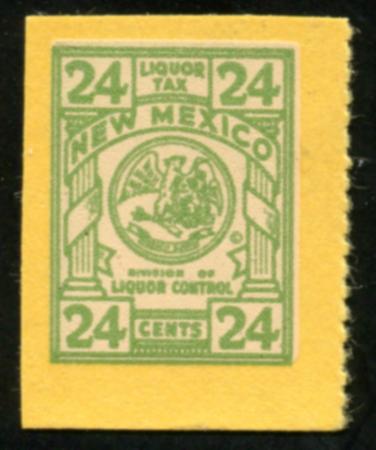 24 LIQUOR TAX 24
NEW MEXICO
©
DIVISION OF
LIQUOR CONTROL
24 CENTS 24